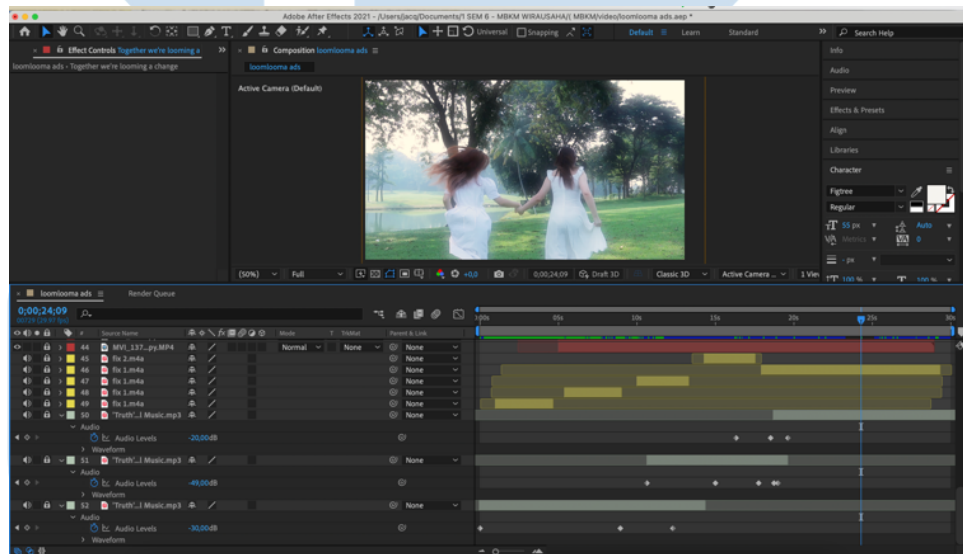 Adobe After Effects 2021 - /Users/jacq/Documents/1 SEM 6 - MBKM WIRAUSAHA/( MBKM/video/loomlooma ads.aep *
Universal Snapping Default Learn Standard Search Help
Effect Controls Together we're looming a
Composition loomlooma ads
Info
loomlooma ads • Together we're looming a change
loomlooma ads
Audio
Active Camera (Default)
Preview
Effects & Presets
Align
Libraries
Character
Figtree
Regular
55 px Auto
Metrics 0
- px
100 % 100 %
(50%) Full +0,0 0;00;24;09 Draft 3D Classic 3D Active Camera ... 1 View
loomlooma ads Render Queue
0;00;24;09
05s 10s 15s 20s 25s 30s
# Source Name Mode T TrkMat Parent & Link
44 MVI_137...py.MP4 Normal None None
45 fix 2.m4a None
46 fix 1.m4a None
47 fix 1.m4a None
48 fix 1.m4a None
49 fix 1.m4a None
50 'Truth'...l Music.mp3 None
Audio
Audio Levels -20,00dB
Waveform
51 'Truth'...l Music.mp3 None
Audio
Audio Levels -49,00dB
Waveform
52 'Truth'...l Music.mp3 None
Audio
Audio Levels -30,00dB
Waveform